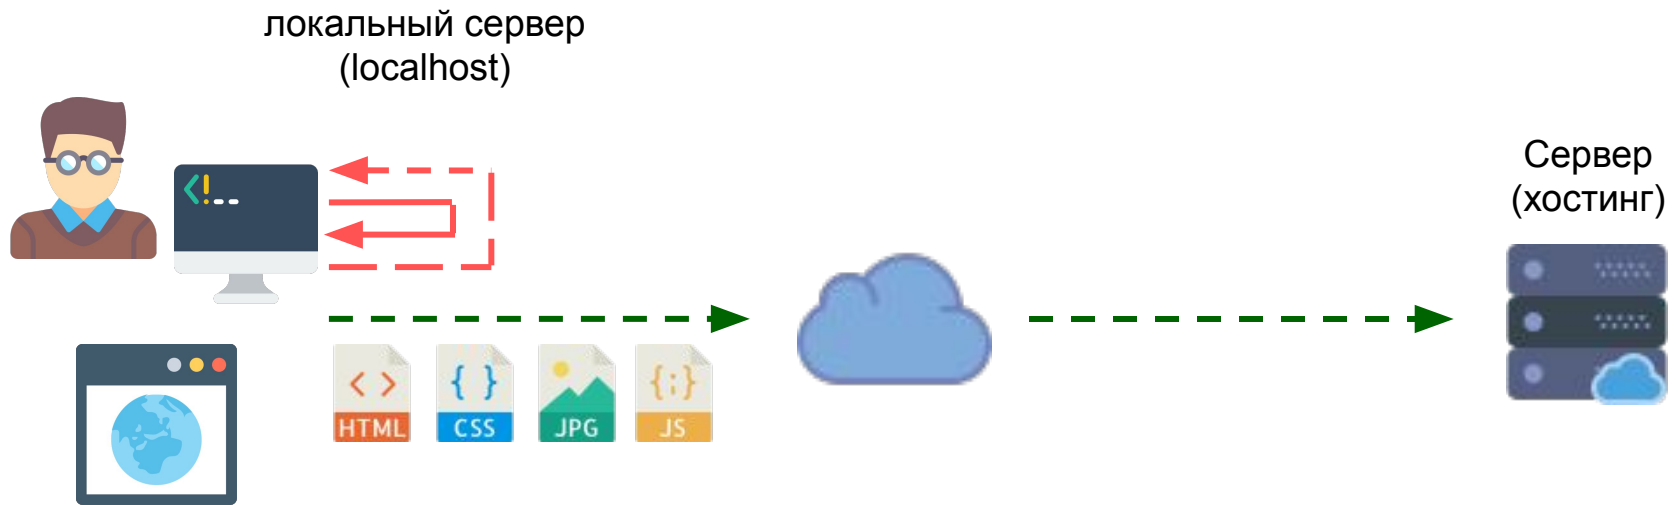 локальный сервер
(localhost)
Сервер
(хостинг)
<!--
< >
HTML
{ }
CSS
JPG
{;}
JS